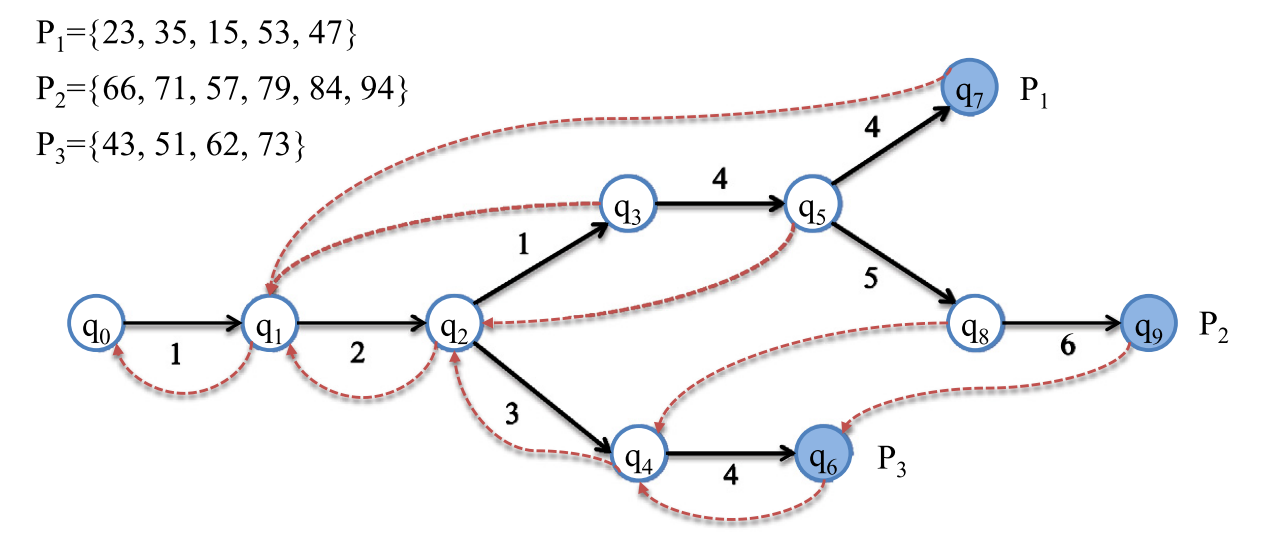 P₁={23, 35, 15, 53, 47}
P₂={66, 71, 57, 79, 84, 94}
P₃={43, 51, 62, 73}
q₇ P₁
4
4
q₃ q₅
1
5
q₀ q₁ q₂ q₈ q₉ P₂
1 2 6
3
q₄ q₆ P₃
4